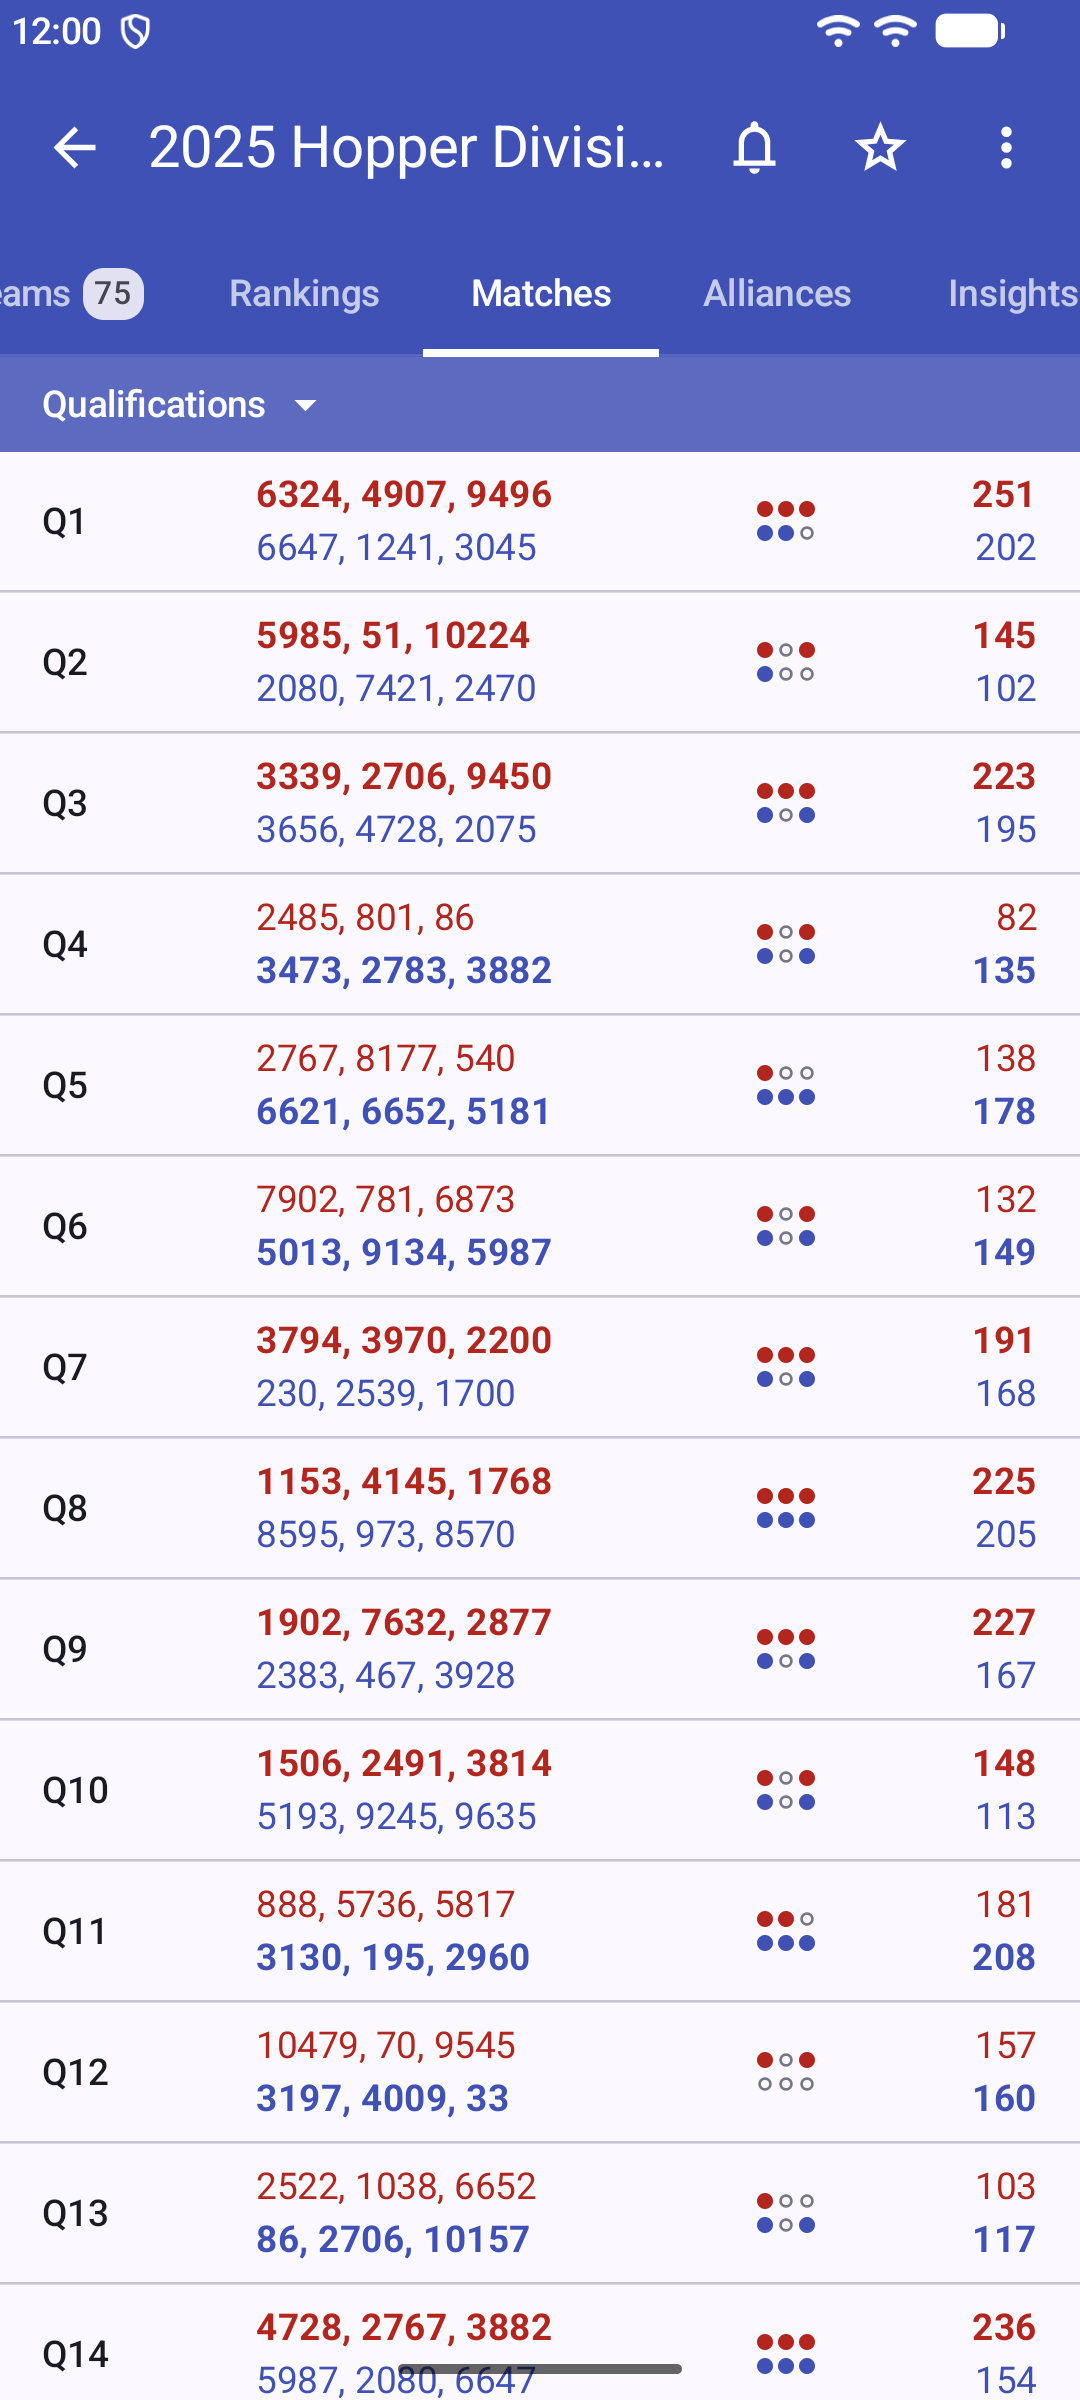 12:00
2025 Hopper Divisi...
eams 75 Rankings Matches Alliances Insights
Qualifications
Q1
6324, 4907, 9496 251
6647, 1241, 3045 202
Q2
5985, 51, 10224 145
2080, 7421, 2470 102
Q3
3339, 2706, 9450 223
3656, 4728, 2075 195
Q4
2485, 801, 86 82
3473, 2783, 3882 135
Q5
2767, 8177, 540 138
6621, 6652, 5181 178
Q6
7902, 781, 6873 132
5013, 9134, 5987 149
Q7
3794, 3970, 2200 191
230, 2539, 1700 168
Q8
1153, 4145, 1768 225
8595, 973, 8570 205
Q9
1902, 7632, 2877 227
2383, 467, 3928 167
Q10
1506, 2491, 3814 148
5193, 9245, 9635 113
Q11
888, 5736, 5817 181
3130, 195, 2960 208
Q12
10479, 70, 9545 157
3197, 4009, 33 160
Q13
2522, 1038, 6652 103
86, 2706, 10157 117
Q14
4728, 2767, 3882 236
5987, 2080, 6647 154